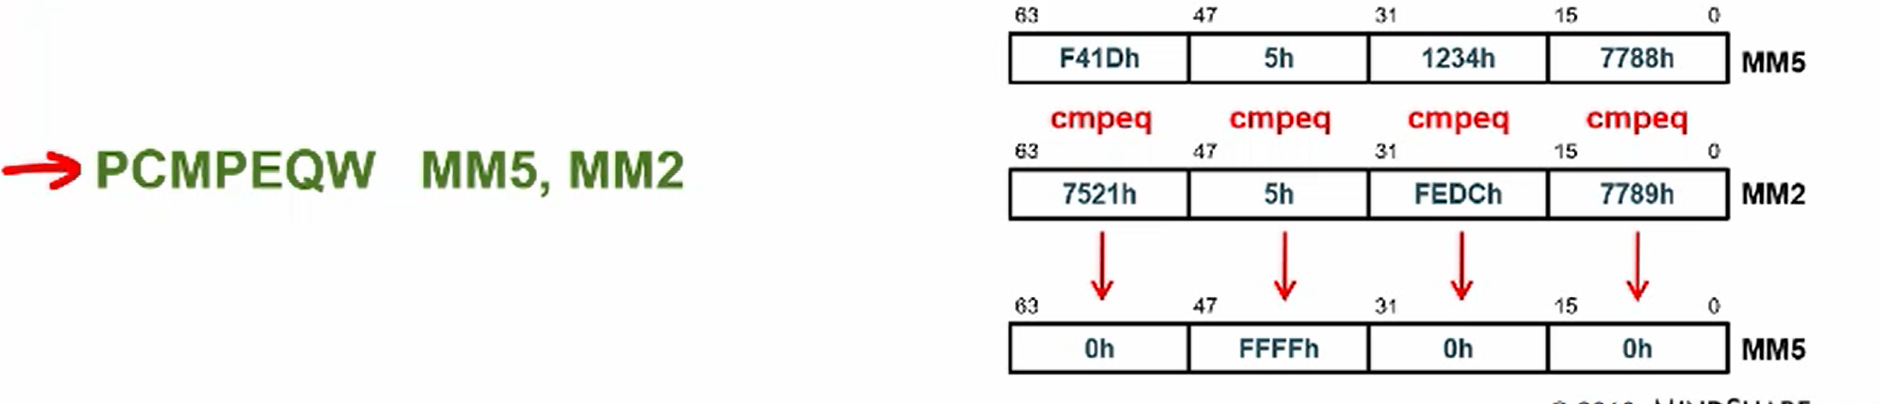 PCMPEQW MM5, MM2
63 47 31 15 0
F41Dh 5h 1234h 7788h MM5
cmpeq cmpeq cmpeq cmpeq
63 47 31 15 0
7521h 5h FEDCh 7789h MM2
63 47 31 15 0
0h FFFFh 0h 0h MM5